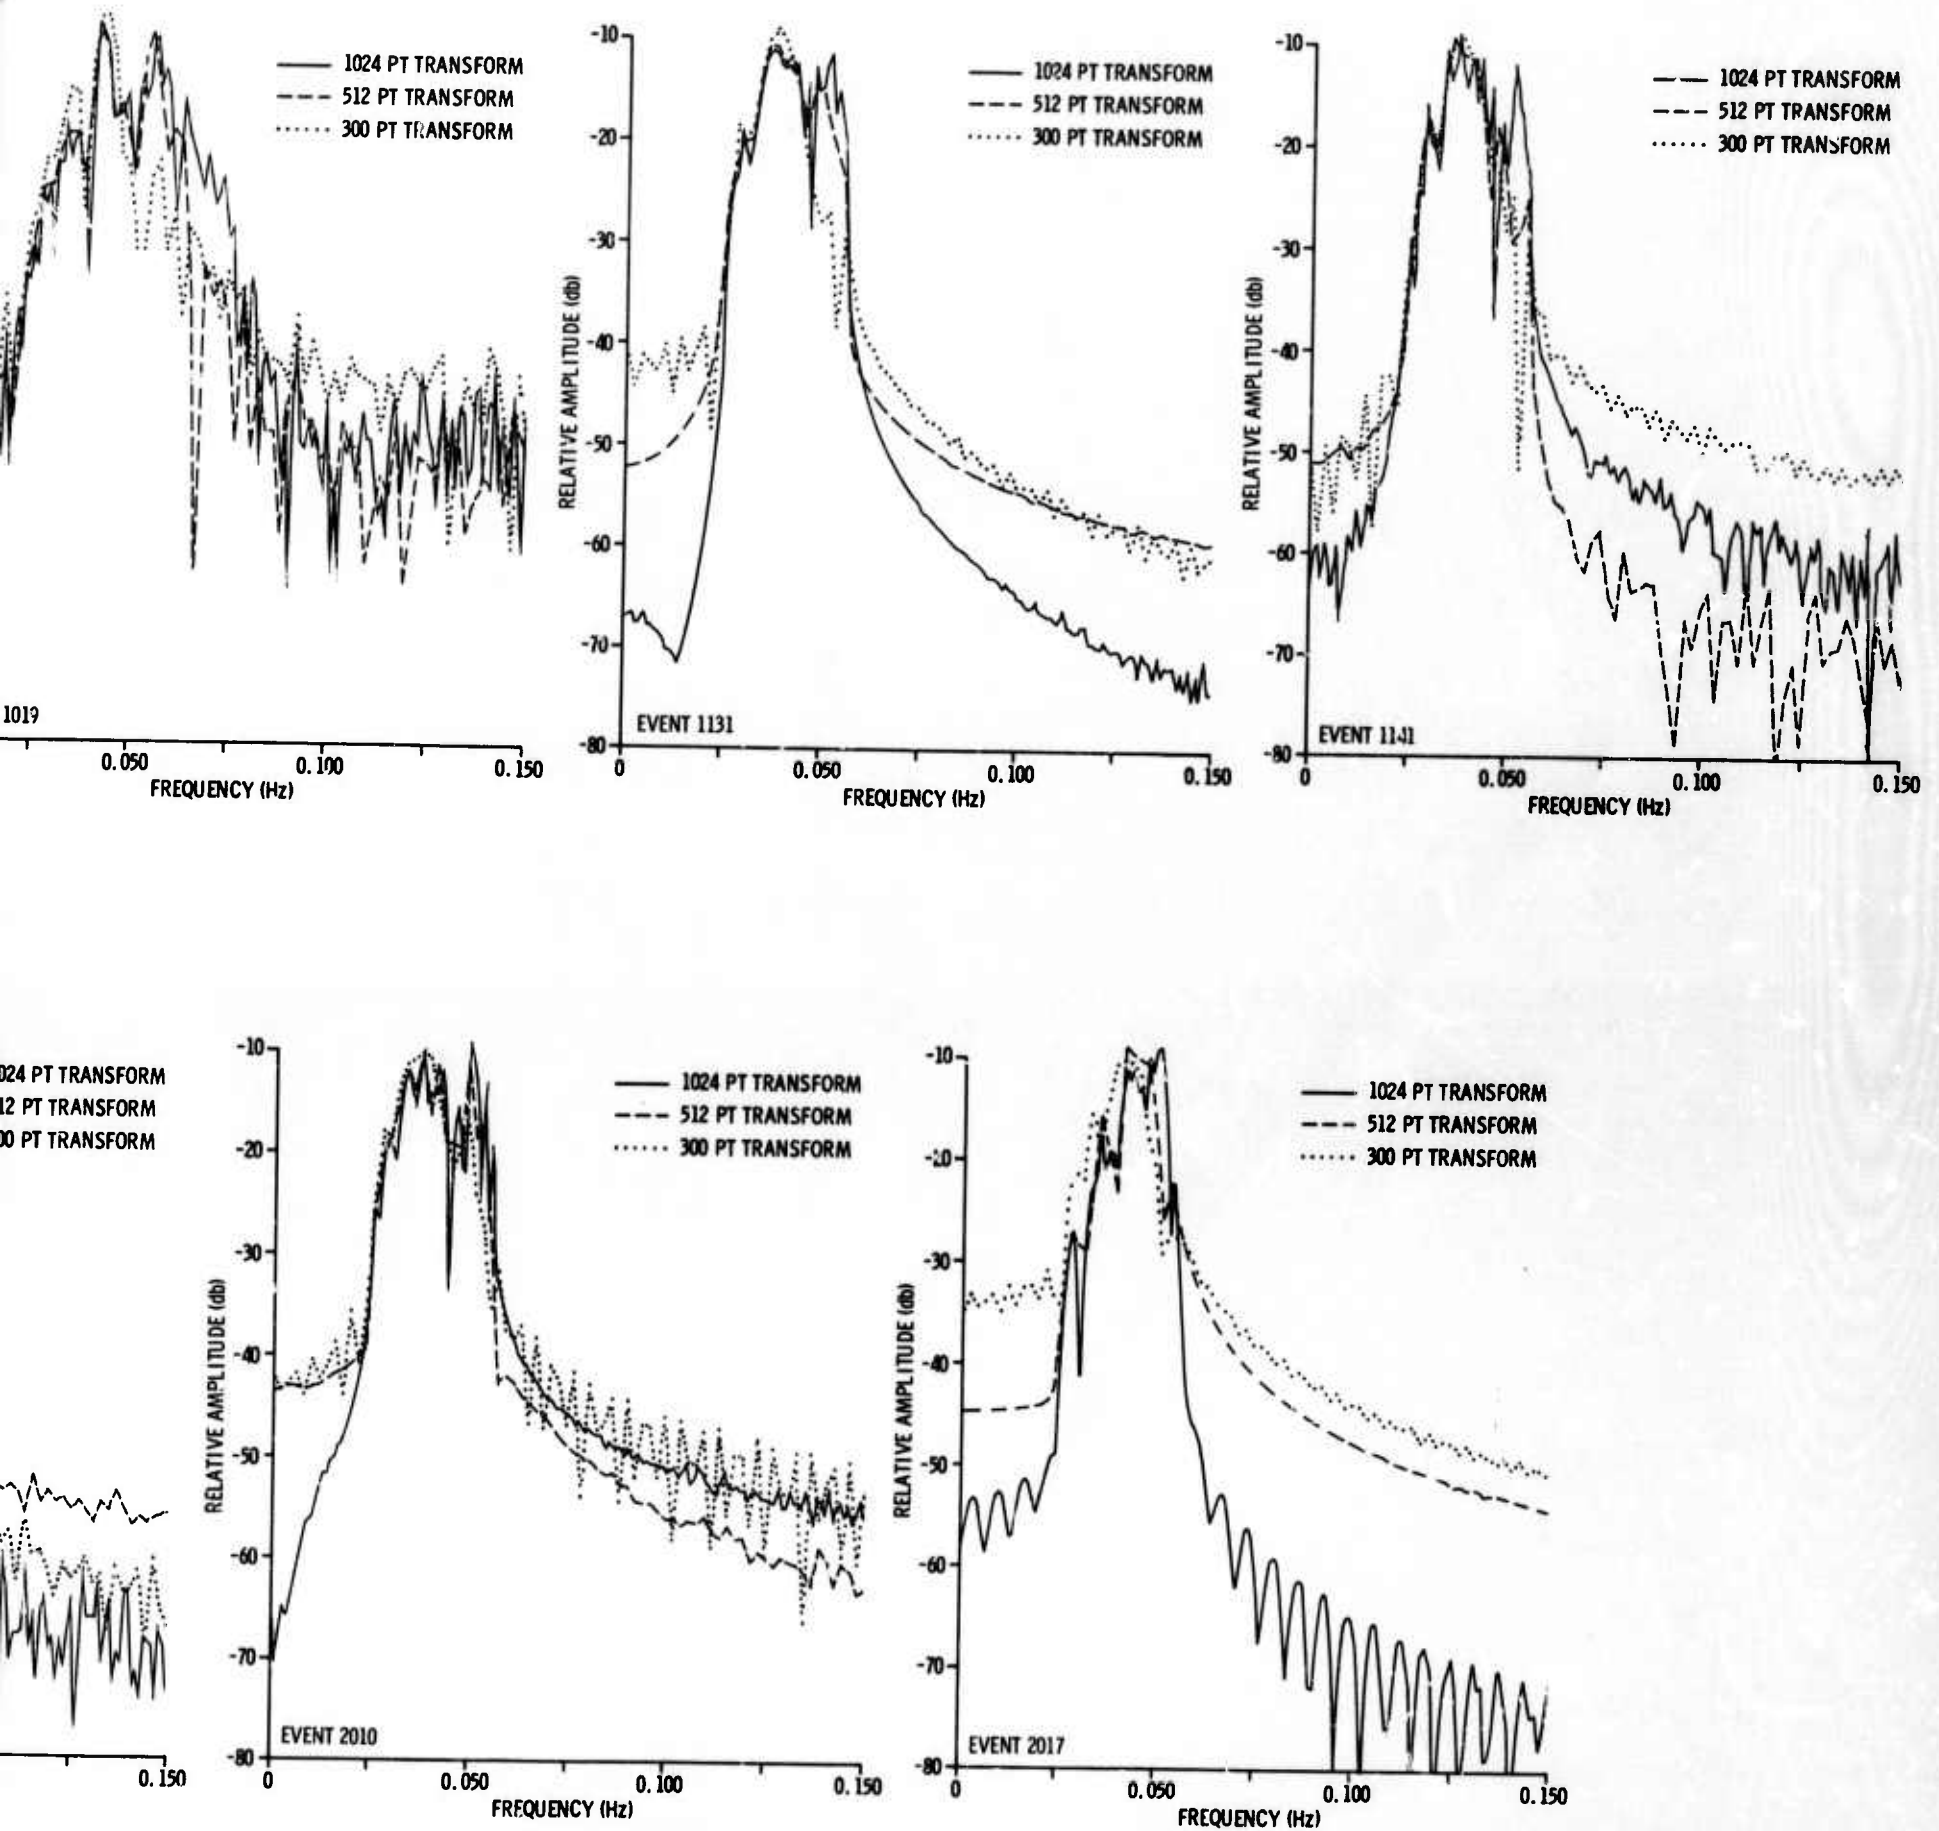 1024 PT TRANSFORM
512 PT TRANSFORM
300 PT TRANSFORM
1019
0.050
0.100
0.150
FREQUENCY (Hz)
-10
-20
-30
-40
-50
-60
-70
-80
RELATIVE AMPLITUDE (db)
1024 PT TRANSFORM
512 PT TRANSFORM
300 PT TRANSFORM
EVENT 1131
0
0.050
0.100
0.150
FREQUENCY (Hz)
-10
-20
-30
-40
-50
-60
-70
-80
RELATIVE AMPLITUDE (db)
1024 PT TRANSFORM
512 PT TRANSFORM
300 PT TRANSFORM
EVENT 1141
0
0.050
0.100
0.150
FREQUENCY (Hz)
024 PT TRANSFORM
12 PT TRANSFORM
00 PT TRANSFORM
0.150
-10
-20
-30
-40
-50
-60
-70
-80
RELATIVE AMPLITUDE (db)
1024 PT TRANSFORM
512 PT TRANSFORM
300 PT TRANSFORM
EVENT 2010
0
0.050
0.100
0.150
FREQUENCY (Hz)
-10
-20
-30
-40
-50
-60
-70
-80
RELATIVE AMPLITUDE (db)
1024 PT TRANSFORM
512 PT TRANSFORM
300 PT TRANSFORM
EVENT 2017
0
0.050
0.100
0.150
FREQUENCY (Hz)